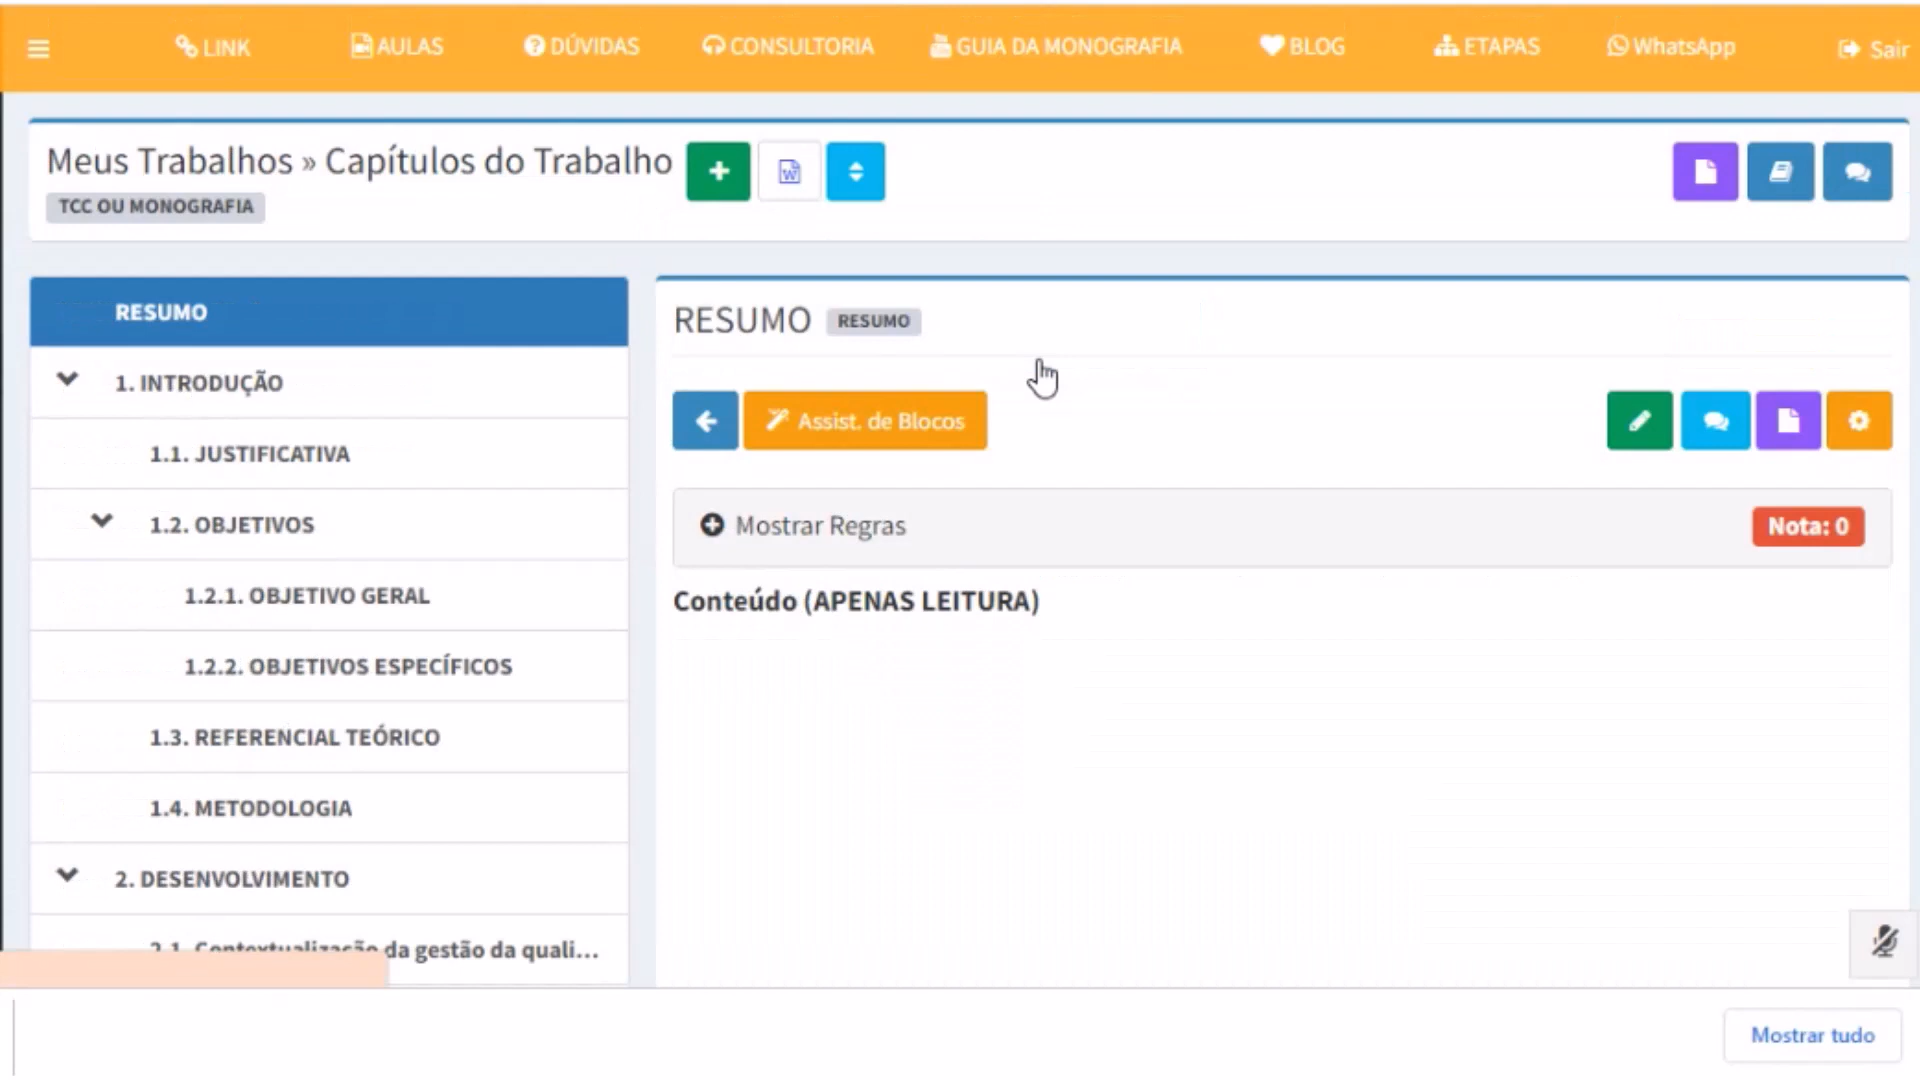 LINK
AULAS
DÚVIDAS
CONSULTORIA
GUIA DA MONOGRAFIA
BLOG
ETAPAS
WhatsApp
Sair
Meus Trabalhos » Capítulos do Trabalho
TCC OU MONOGRAFIA
RESUMO
1. INTRODUÇÃO
1.1. JUSTIFICATIVA
1.2. OBJETIVOS
1.2.1. OBJETIVO GERAL
1.2.2. OBJETIVOS ESPECÍFICOS
1.3. REFERENCIAL TEÓRICO
1.4. METODOLOGIA
2. DESENVOLVIMENTO
2.1. Contextualização da gestão da quali...
RESUMO RESUMO
Assist. de Blocos
Mostrar Regras
Nota: 0
Conteúdo (APENAS LEITURA)
Mostrar tudo